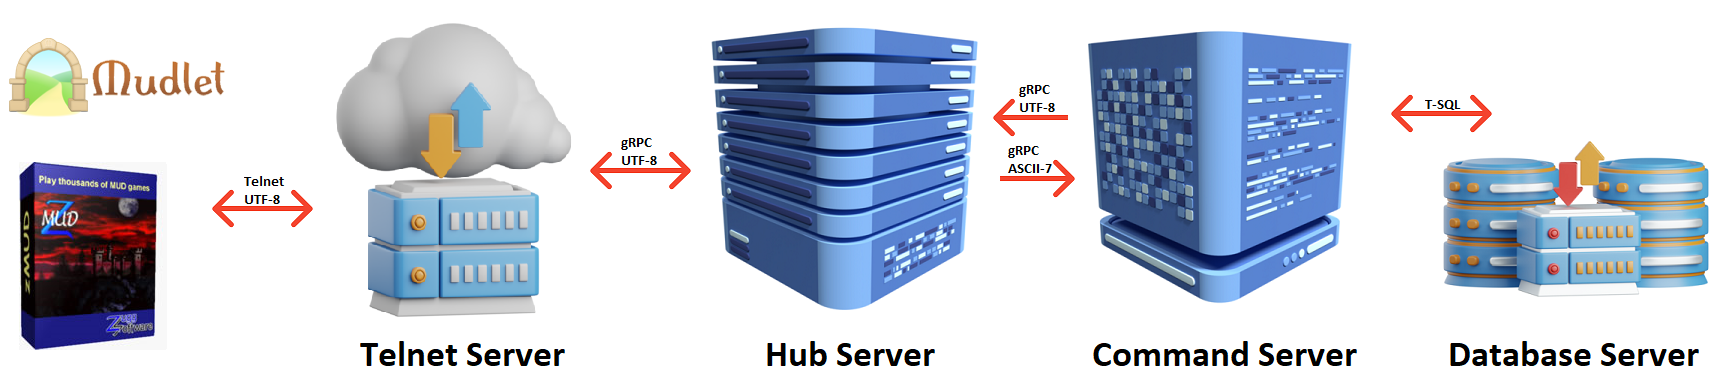 Mudlet
Play thousands of MUD games
zMUD
ZMUD
Zugg
Software
Telnet
UTF-8
gRPC
UTF-8
gRPC
UTF-8
gRPC
ASCII-7
T-SQL
Telnet Server
Hub Server
Command Server
Database Server